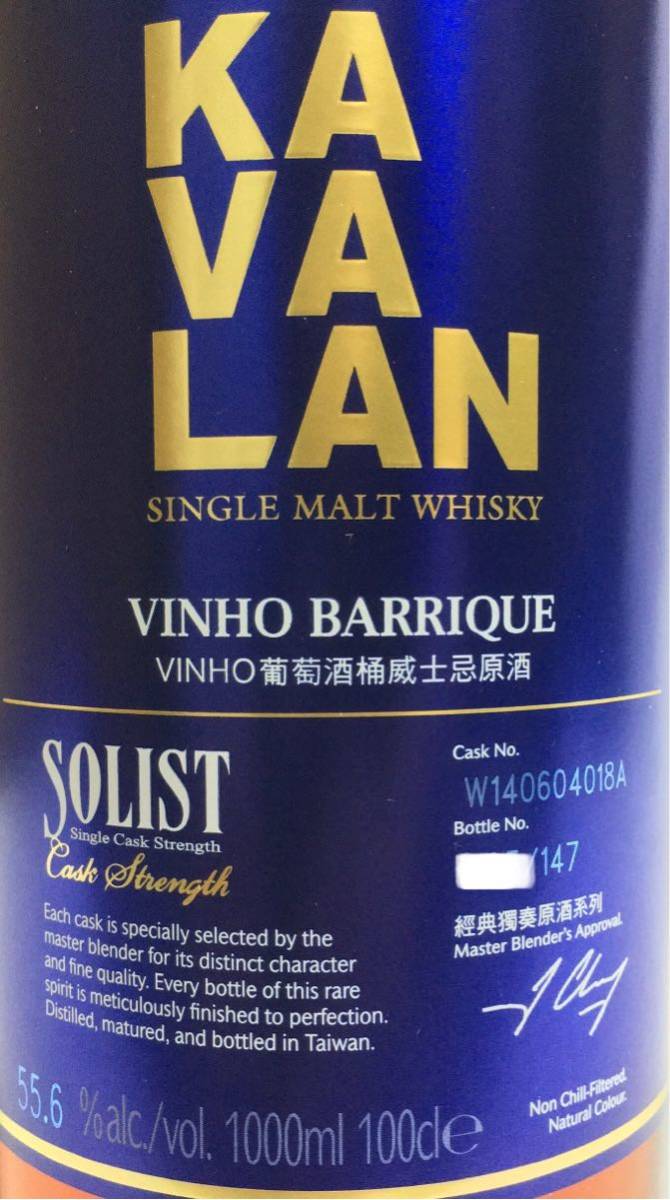 KA
VA
LAN
SINGLE MALT WHISKY
VINHO BARRIQUE
VINHO葡萄酒桶威士忌原酒
SOLIST
Single Cask Strength
Cask Strength
Each cask is specially selected by the
master blender for its distinct character
and fine quality. Every bottle of this rare
spirit is meticulously finished to perfection.
Distilled, matured, and bottled in Taiwan.
Cask No.
W140604018A
Bottle No.
/147
經典獨奏原酒系列
Master Blender's Approval.
Non Chill-Filtered.
Natural Colour.
55.6 %alc./vol. 1000ml 100cl℮